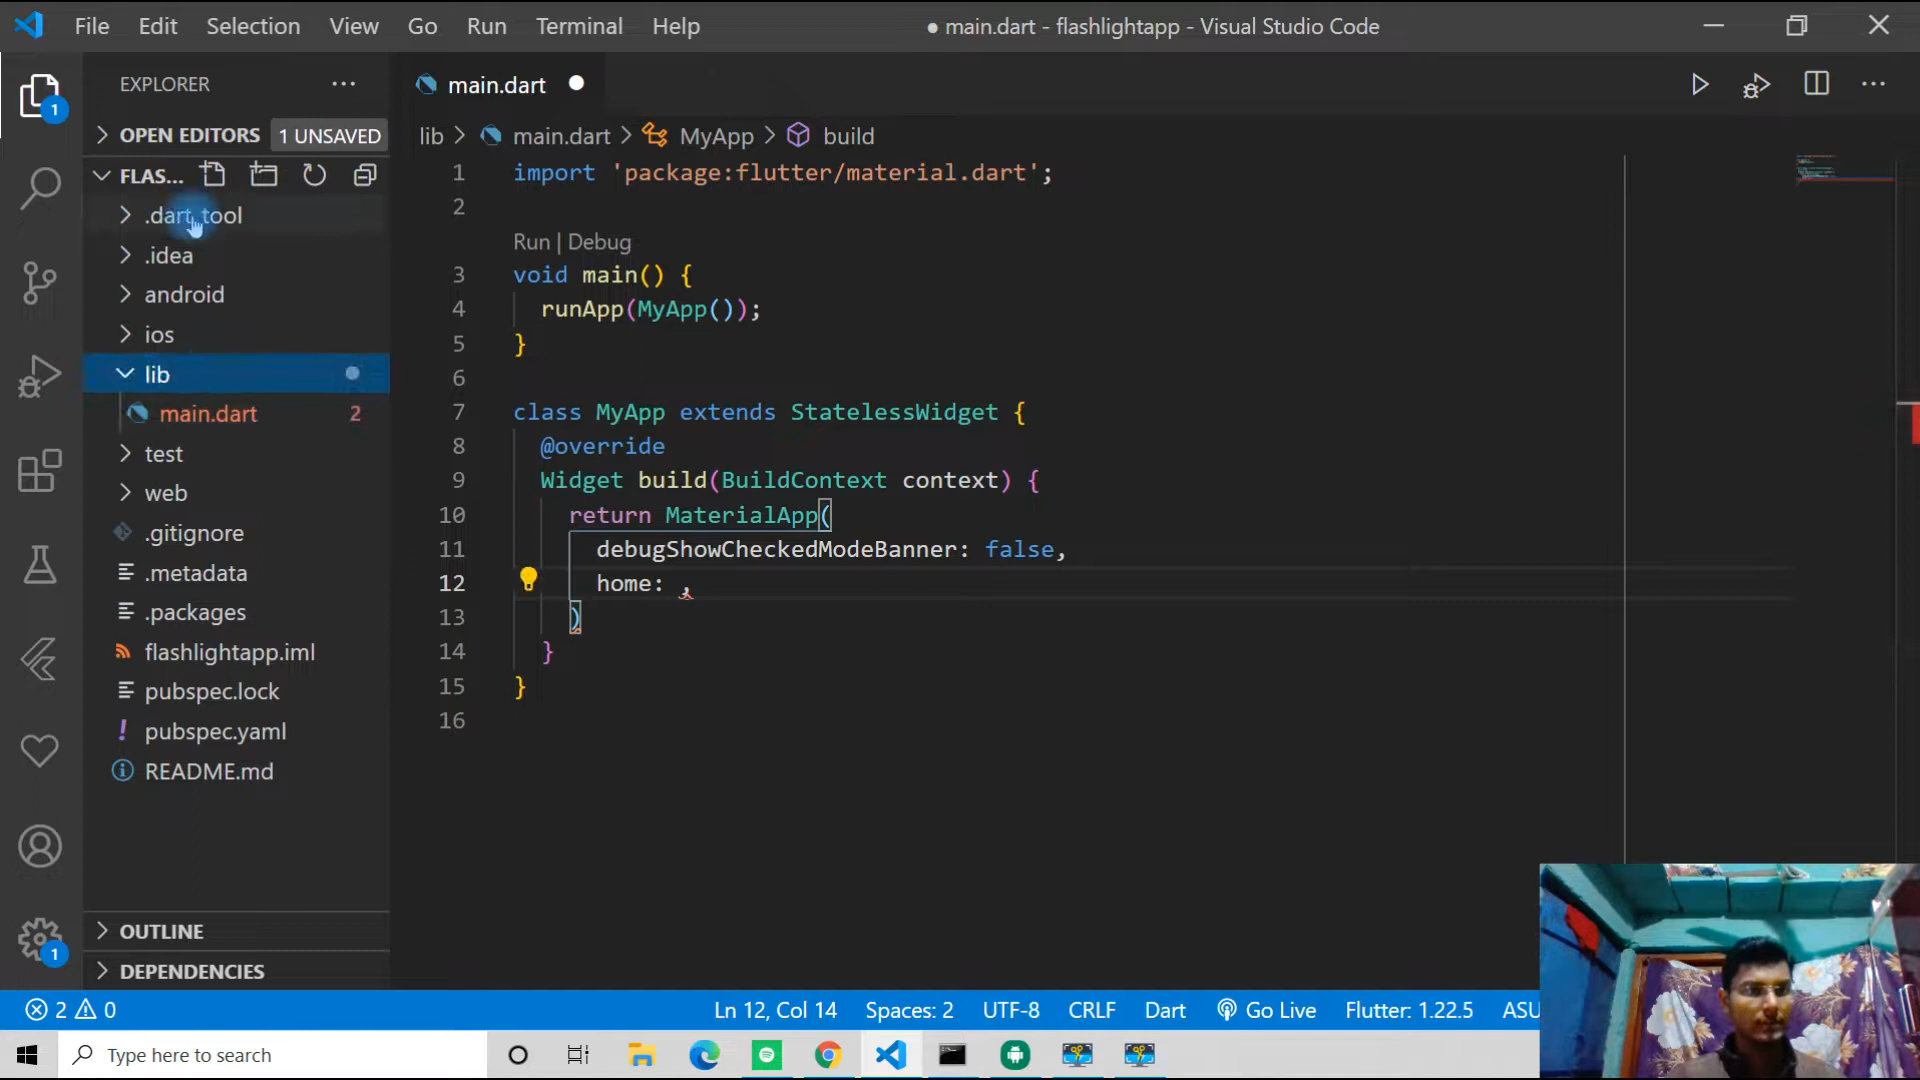 File Edit Selection View Go Run Terminal Help
● main.dart - flashlightapp - Visual Studio Code
EXPLORER
OPEN EDITORS 1 UNSAVED
FLAS...
.dart_tool
.idea
android
ios
lib
main.dart 2
test
web
.gitignore
.metadata
.packages
flashlightapp.iml
pubspec.lock
pubspec.yaml
README.md
OUTLINE
DEPENDENCIES
1
1
main.dart
lib > main.dart > MyApp > build
1 import 'package:flutter/material.dart';
2
Run | Debug
3 void main() {
4 runApp(MyApp());
5 }
6
7 class MyApp extends StatelessWidget {
8 @override
9 Widget build(BuildContext context) {
10 return MaterialApp(
11 debugShowCheckedModeBanner: false,
12 home: ,
13 )
14 }
15 }
16
2 0
Ln 12, Col 14 Spaces: 2 UTF-8 CRLF Dart Go Live Flutter: 1.22.5 ASU
Type here to search